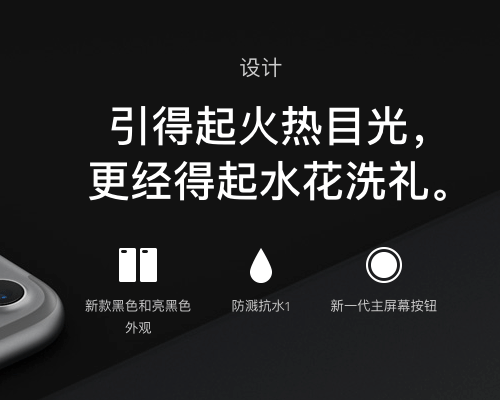 设计
引得起火热目光，
更经得起水花洗礼。
新款黑色和亮黑色
外观
防溅抗水1
新一代主屏幕按钮